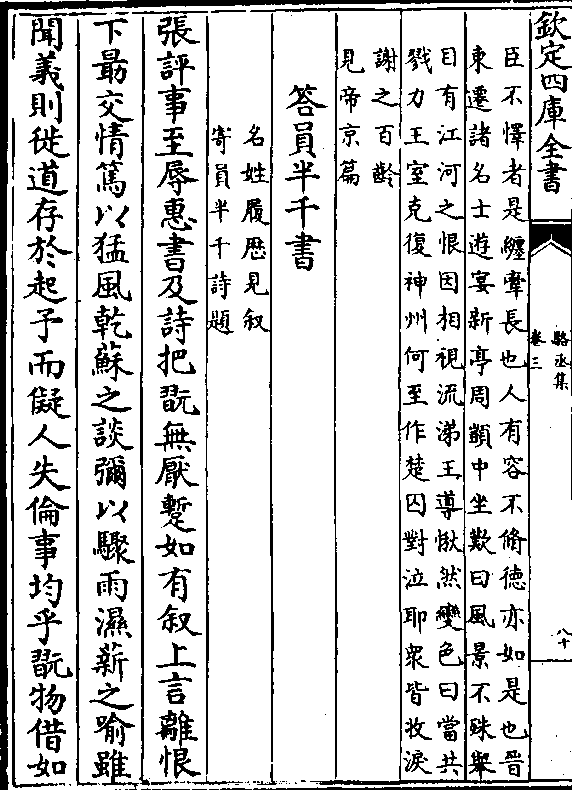 欽定四庫全書
駱丞集
卷三
八十
臣不懌者是纏牽長也人有容不脩德亦如是也晉
東遷諸名士遊宴新亭周顗中坐歎曰風景不殊舉
目有江河之恨因相視流涕王導愀然變色曰當共
戮力王室克復神州何至作楚囚對泣耶衆皆收淚
謝之百齡
見帝京篇
答員半千書
名姓履歴見叙
寄員半千詩題
張評事至辱惠書及詩把翫無厭蹔如有叙上言離恨
下最交情篤以猛風乾蘇之談彌以驟雨濕薪之喻雖
聞義則徙道存於起予而儗人失倫事均乎翫物借如